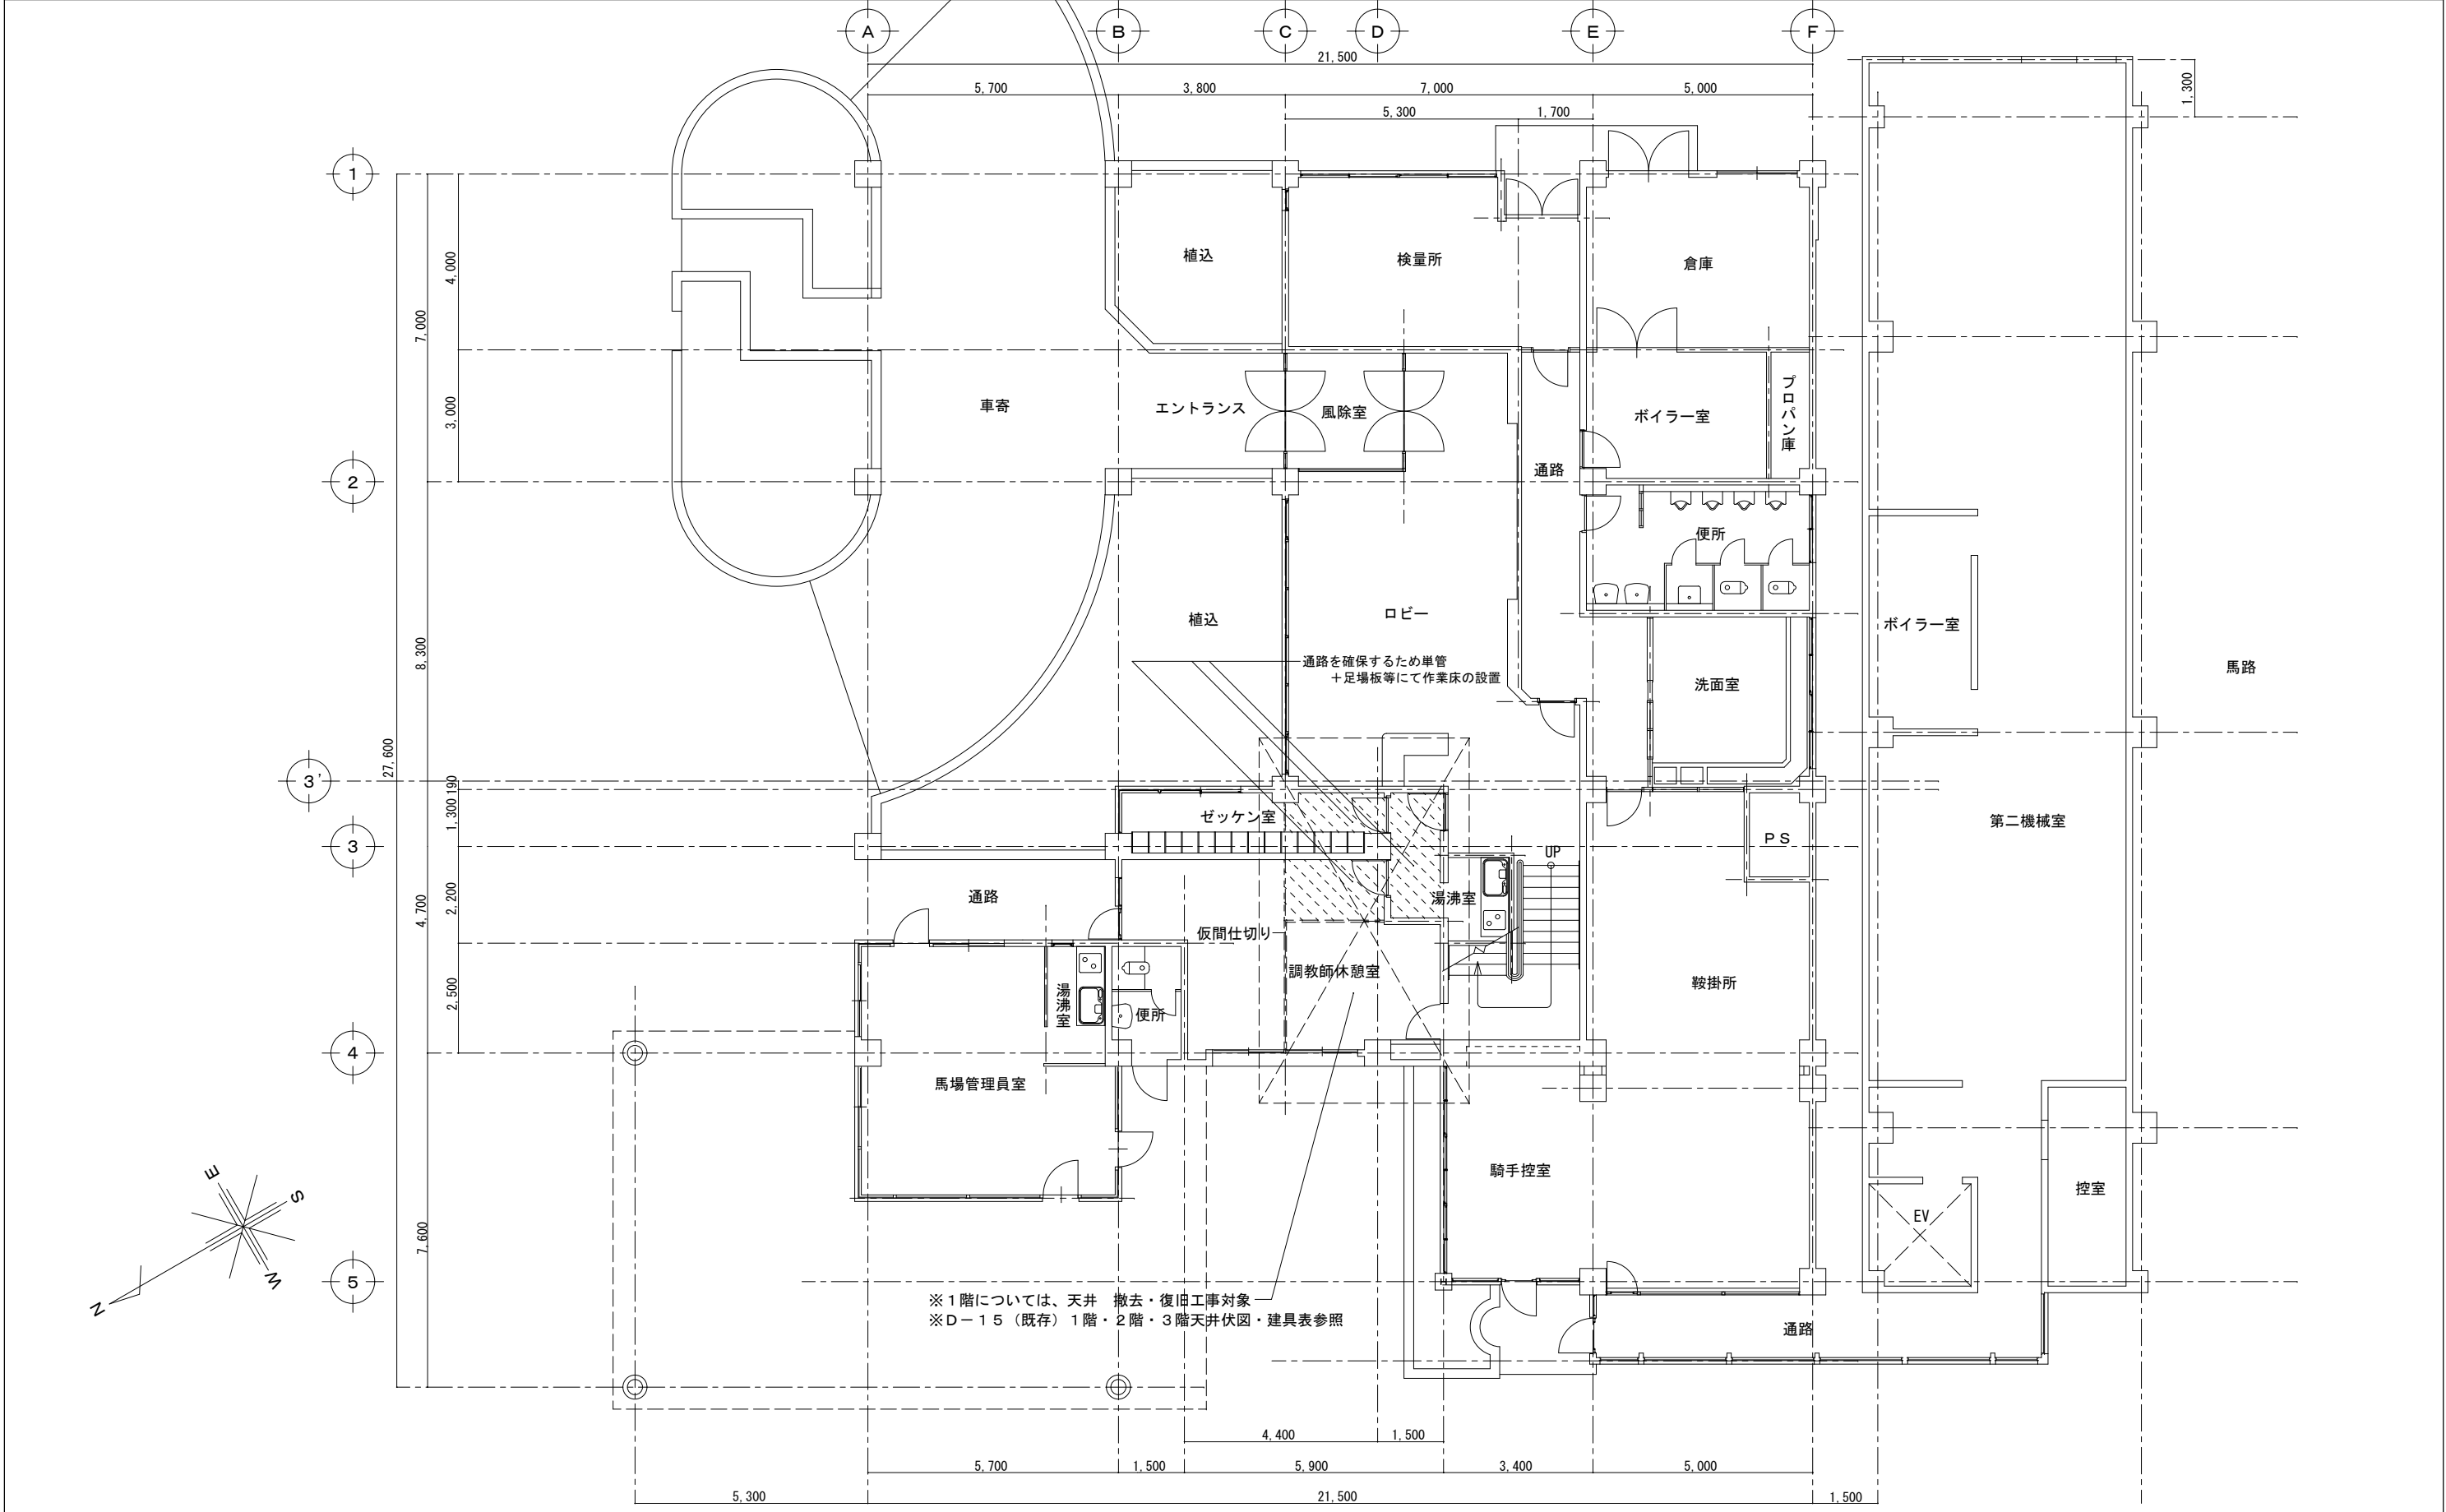 A B C D E F
21,500
5,700 3,800 7,000 5,000
5,300 1,700
1,300
1
2
3'
3
4
5
4,000
7,000
3,000
8,300
27,600
190
1,300
2,200
4,700
2,500
7,600
植込
検量所
倉庫
車寄
エントランス
風除室
ボイラー室
プロパン庫
通路
便所
植込
ロビー
ボイラー室
通路を確保するため単管
+足場板等にて作業床の設置
洗面室
馬路
ゼッケン室
第二機械室
PS
UP
通路
湯沸室
仮間仕切り
調教師休憩室
鞍掛所
湯沸室
便所
馬場管理員室
騎手控室
控室
EV
E
S
W
N
※1階については、天井 撤去・復旧工事対象
※D-15(既存)1階・2階・3階天井伏図・建具表参照
通路
4,400 1,500
5,700 1,500 5,900 3,400 5,000
5,300 21,500 1,500